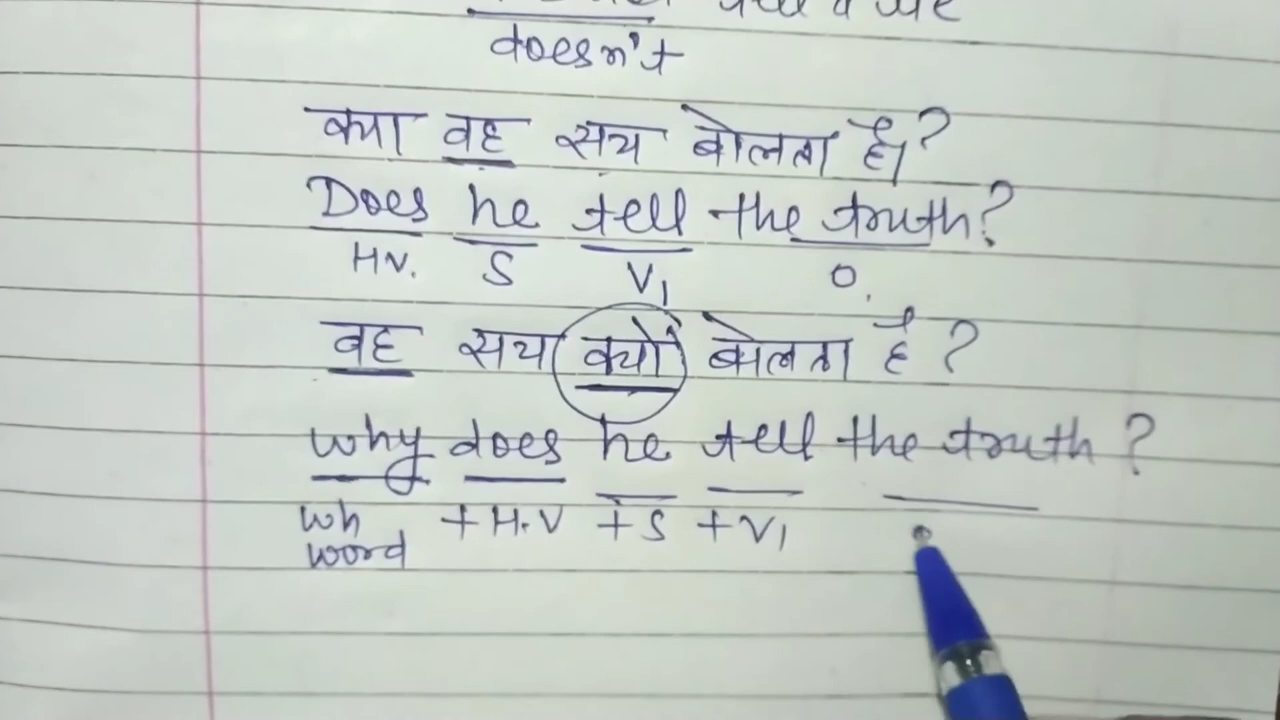 doesn't
क्या वह सच बोलता है?
Does he tell the truth?
H.V. S V1 O.
वह सच क्यों बोलता है?
why does he tell the truth?
wh + H.V + S + V1
word